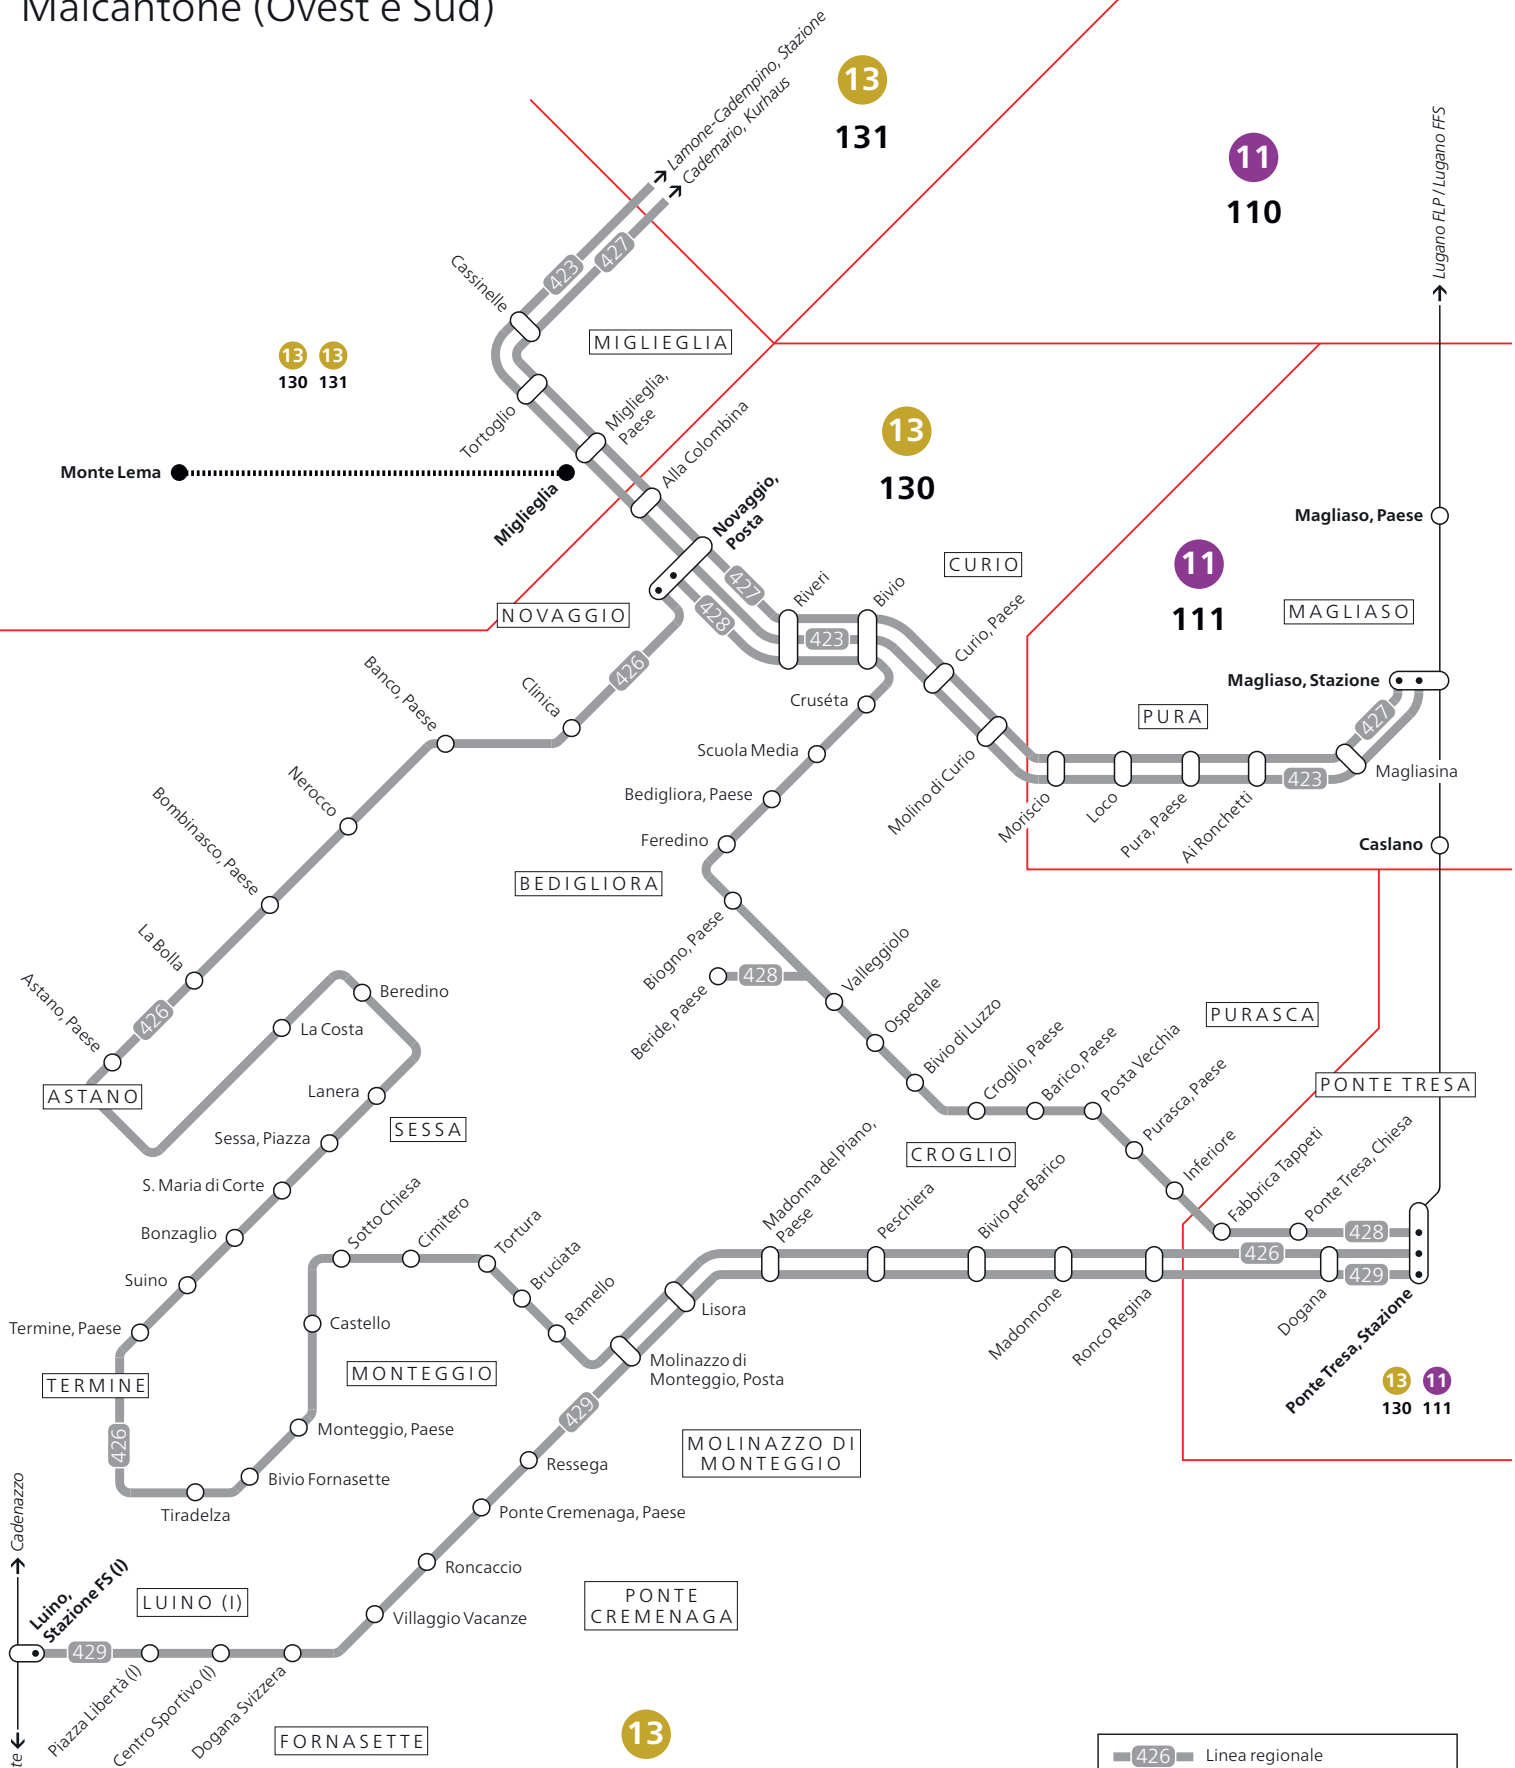 Malcantone (Ovest e Sud)
Lamone-Cadempino, Stazione
Cademario, Kurhaus
13
131
11
110
Lugano FLP / Lugano FFS
423
427
Cassinelle
MIGLIEGLIA
13 13
130 131
Tortoglio
Miglieglia,
Paese
Alla Colombina
13
130
Monte Lema
Miglieglia
Novaggio,
Posta
Magliaso, Paese
CURIO
11
111
MAGLIASO
NOVAGGIO
427
428
Riveri
423
Bivio
Curio, Paese
426
Clinica
Banco, Paese
Cruséta
Magliaso, Stazione
PURA
427
Scuola Media
Molino di Curio
423
Magliasina
Nerocco
Bedigliora, Paese
Moriscio
Loco
Pura, Paese
Ai Ronchetti
Bombinasco, Paese
Feredino
Caslano
BEDIGLIORA
La Bolla
Biogno, Paese
428
Beride, Paese
Valleggiolo
Ospedale
Bivio di Luzzo
Astano, Paese
426
Beredino
La Costa
PURASCA
Croglio, Paese
Barico, Paese
Posta Vecchia
Purasca, Paese
Inferiore
ASTANO
Lanera
PONTE TRESA
SESSA
Sessa, Piazza
CROGLIO
Fabbrica Tappeti
Ponte Tresa, Chiesa
S. Maria di Corte
Sotto Chiesa
Cimitero
Tortura
Bruciata
Ramello
Madonna del Piano,
Paese
Peschiera
Bivio per Barico
428
426
429
Bonzaglio
Suino
Lisora
Madonnone
Ronco Regina
Dogana
Ponte Tresa, Stazione
Termine, Paese
Castello
Molinazzo di
Monteggio, Posta
TERMINE
MONTEGGIO
13 11
130 111
429
426
Monteggio, Paese
MOLINAZZO DI
MONTEGGIO
Ressega
Bivio Fornasette
Tiradelza
Ponte Cremenaga, Paese
Cadenazzo
Roncaccio
Luino,
Stazione FS (I)
LUINO (I)
PONTE
CREMENAGA
Villaggio Vacanze
429
Piazza Libertà (I)
Centro Sportivo (I)
Dogana Svizzera
FORNASETTE
13
te
426 Linea regionale